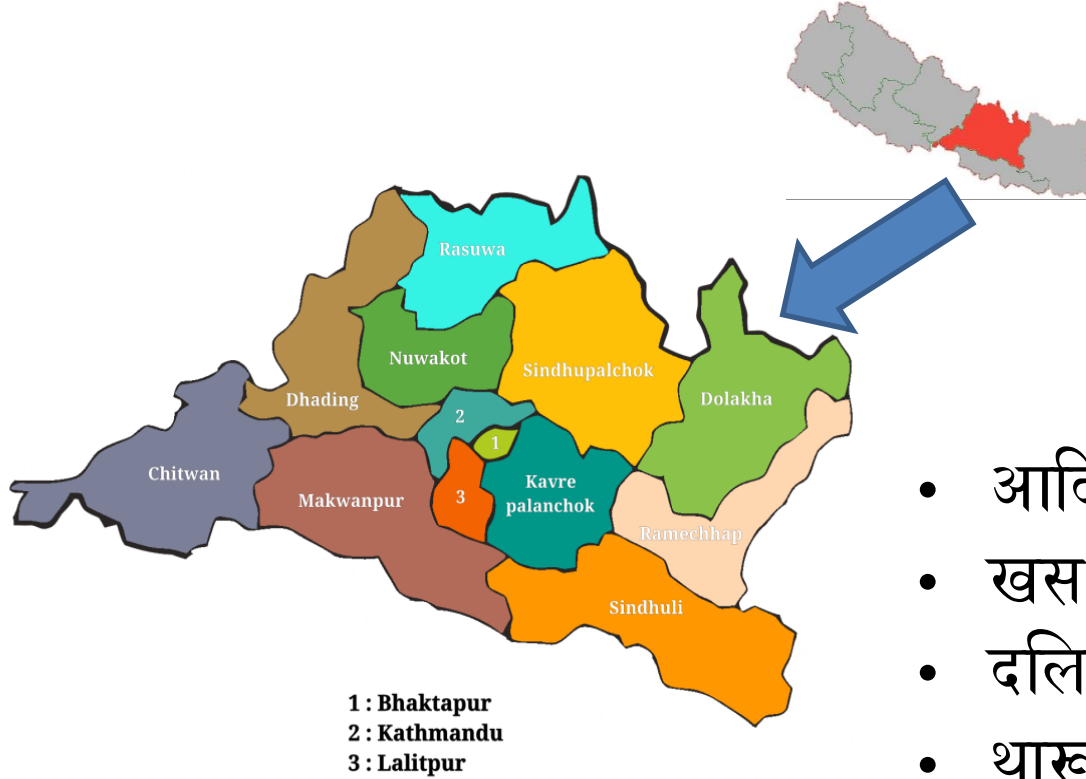 Rasuwa
Nuwakot
Sindhupalchok
Dhading
Dolakha
2
1
Chitwan
Makwanpur
3
Kavre
palanchok
Ramechhap
Sindhuli
1 : Bhaktapur
2 : Kathmandu
3 : Lalitpur
• खस
• दलि